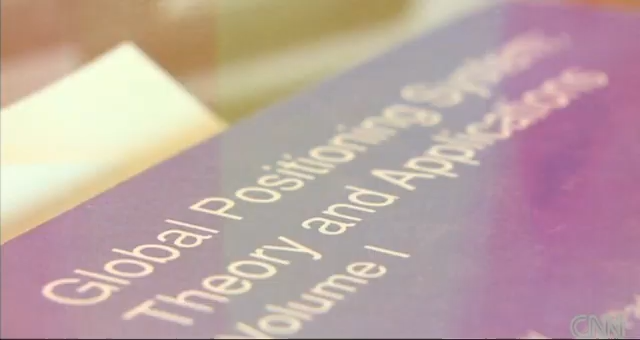 Global Positioning System:
Theory and Applications
Volume I
CNN